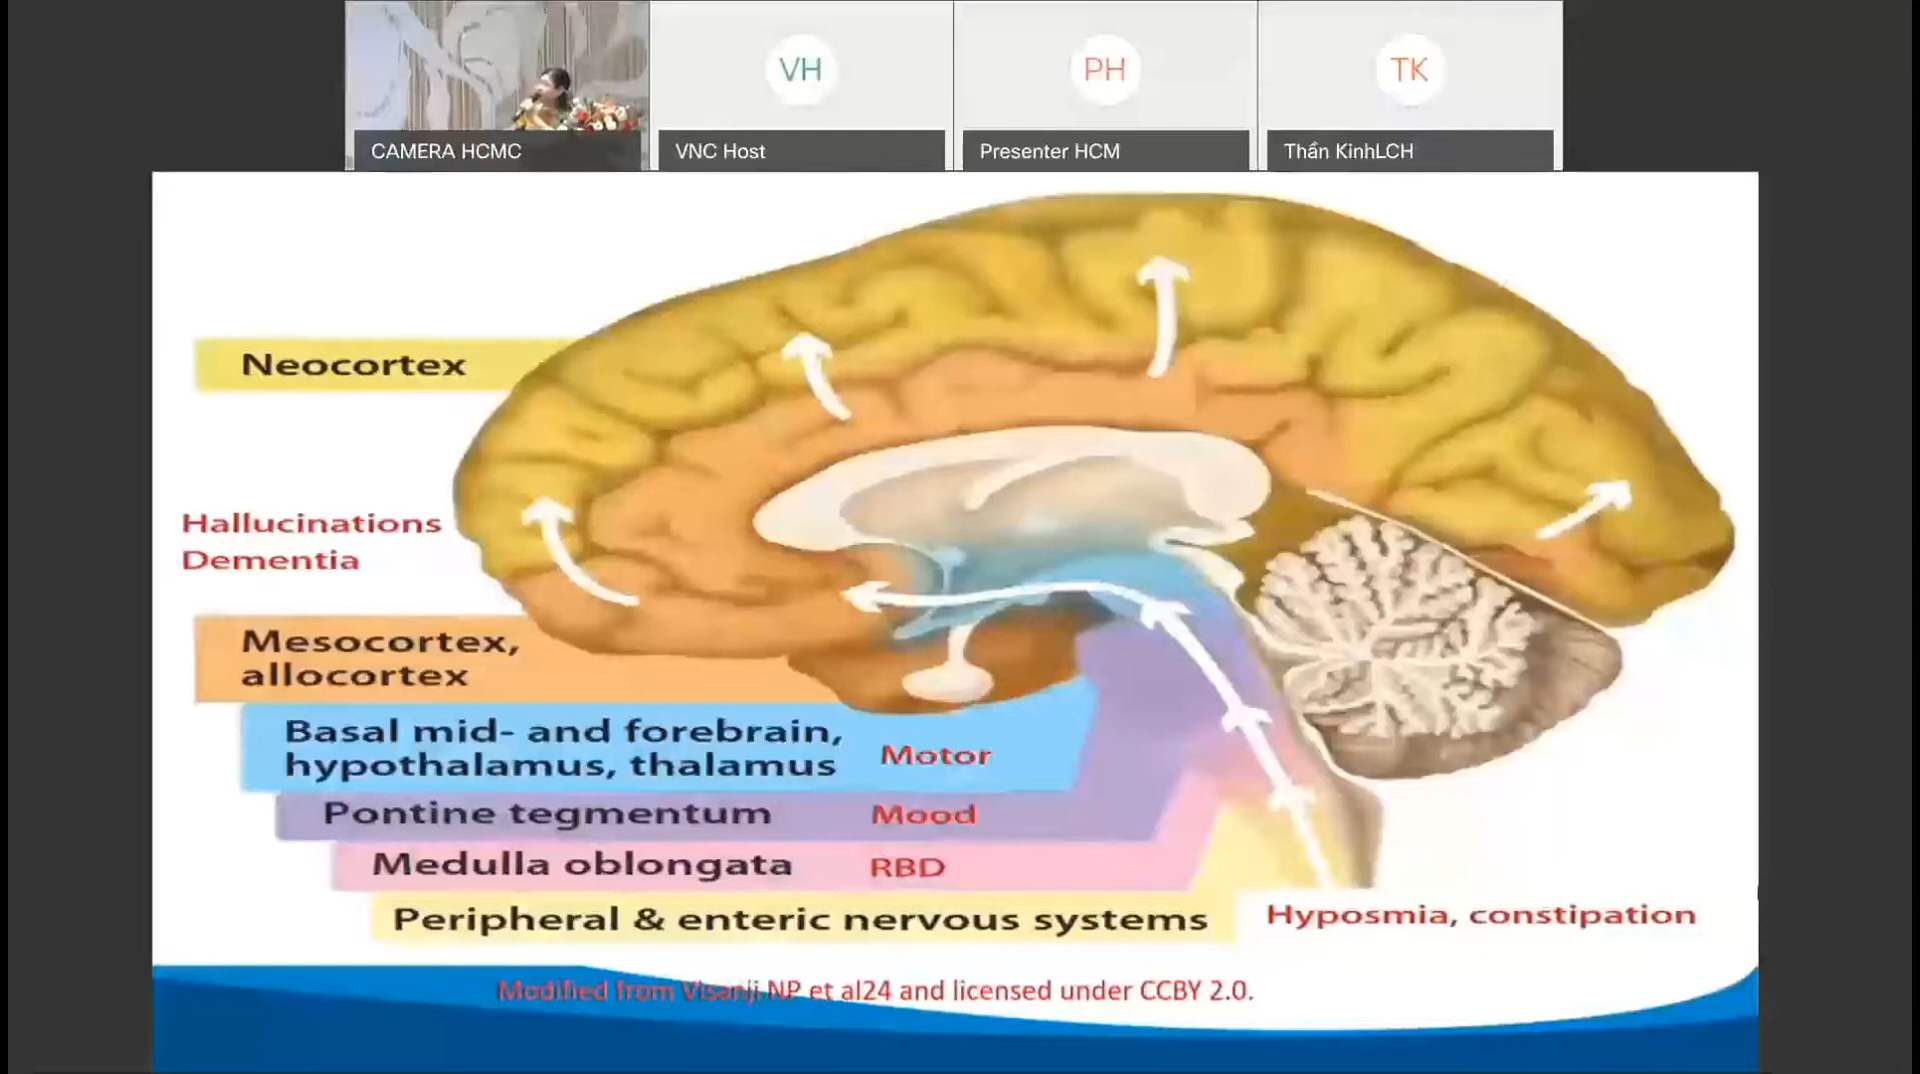 VH
PH
TK
CAMERA HCMC
VNC Host
Presenter HCM
Thần KinhLCH
Neocortex
Hallucinations
Dementia
Mesocortex,
allocortex
Basal mid- and forebrain,
hypothalamus, thalamus
Motor
Pontine tegmentum
Mood
Medulla oblongata
RBD
Peripheral & enteric nervous systems
Hyposmia, constipation
Modified from Visanji NP et al24 and licensed under CCBY 2.0.